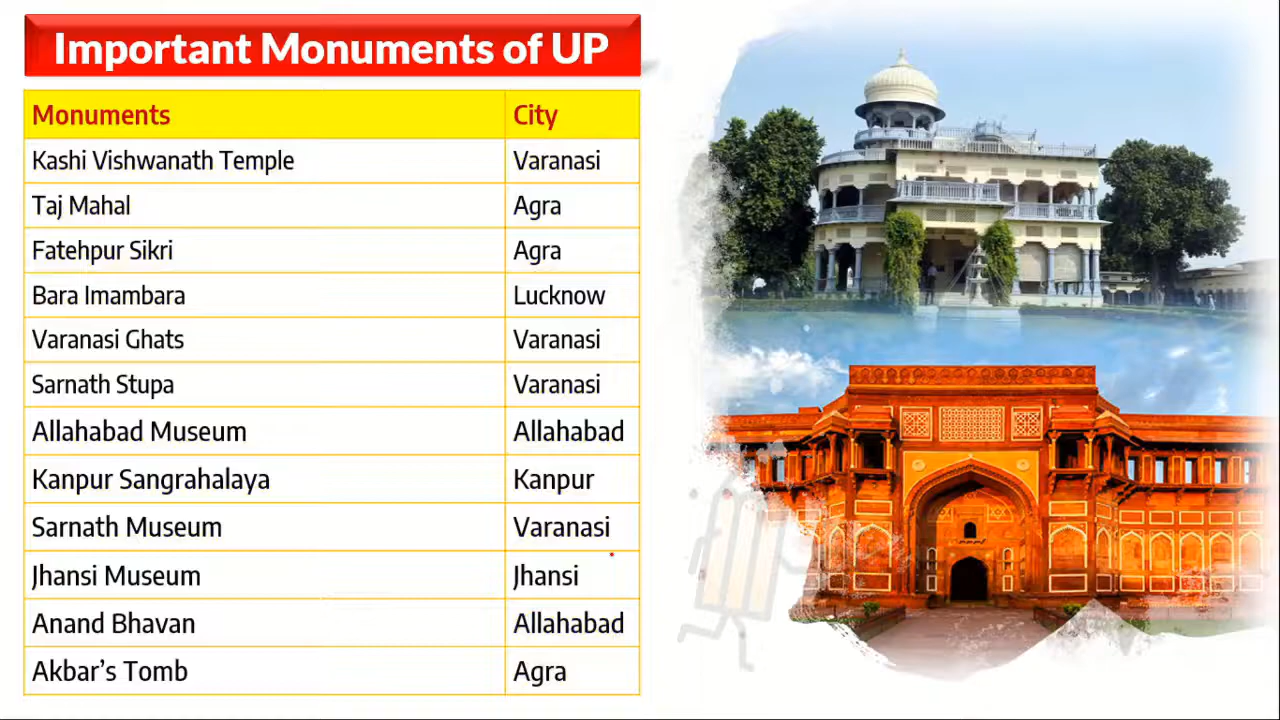 Important Monuments of UP
Monuments City
Kashi Vishwanath Temple Varanasi
Taj Mahal Agra
Fatehpur Sikri Agra
Bara Imambara Lucknow
Varanasi Ghats Varanasi
Sarnath Stupa Varanasi
Allahabad Museum Allahabad
Kanpur Sangrahalaya Kanpur
Sarnath Museum Varanasi
Jhansi Museum Jhansi
Anand Bhavan Allahabad
Akbar’s Tomb Agra